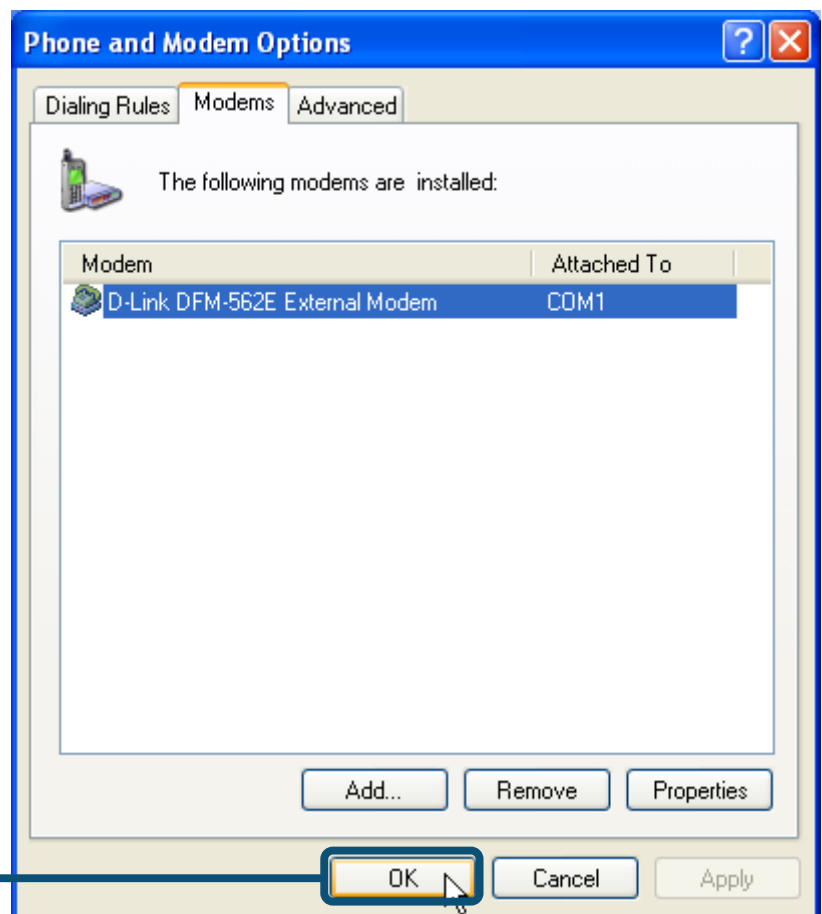 Phone and Modem Options
Dialing Rules Modems Advanced
The following modems are installed:
Modem Attached To
D-Link DFM-562E External Modem COM1
Add... Remove Properties
OK Cancel Apply